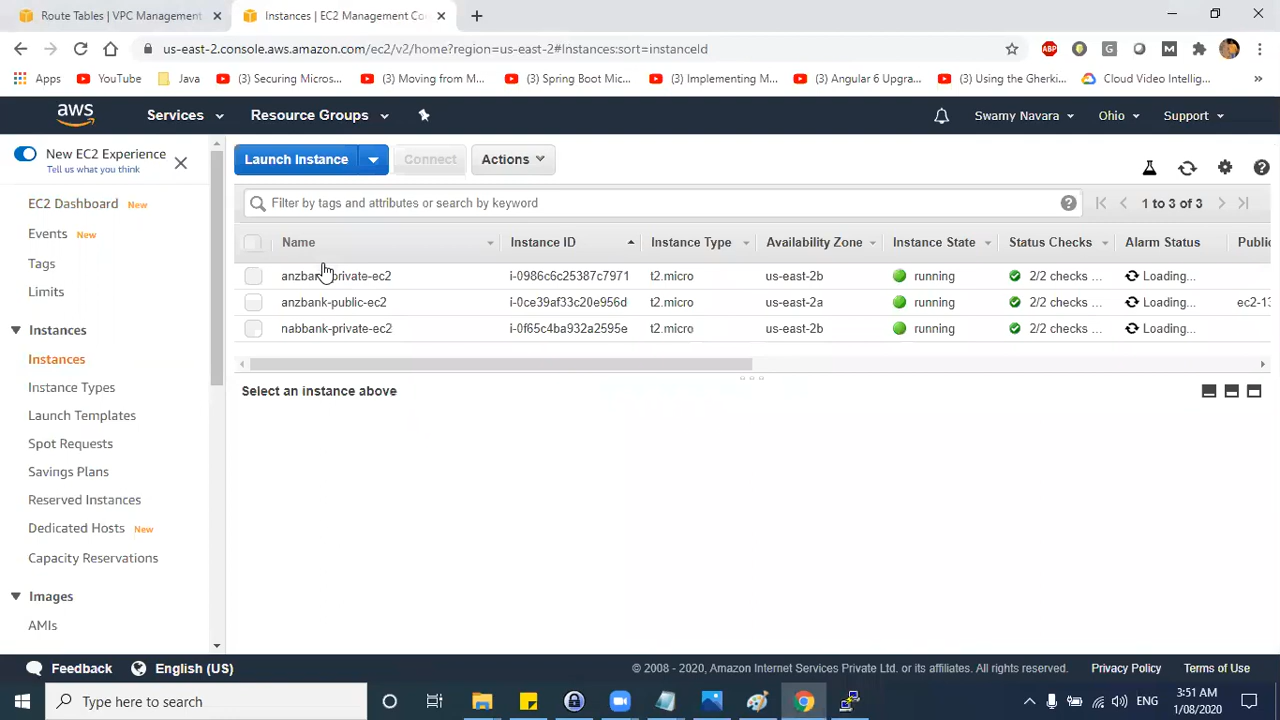 Route Tables | VPC Management
Instances | EC2 Management Co
us-east-2.console.aws.amazon.com/ec2/v2/home?region=us-east-2#Instances:sort=instanceId
ABP
G
M
Apps
YouTube
Java
(3) Securing Micros...
(3) Moving from M...
(3) Spring Boot Mic...
(3) Implementing M...
(3) Angular 6 Upgra...
(3) Using the Gherki...
Cloud Video Intellig...
»
aws
Services
Resource Groups
Swamy Navara
Ohio
Support
New EC2 Experience
Tell us what you think
EC2 Dashboard New
Events New
Tags
Limits
Instances
Instances
Instance Types
Launch Templates
Spot Requests
Savings Plans
Reserved Instances
Dedicated Hosts New
Capacity Reservations
Images
AMIs
Launch Instance
Connect
Actions
Filter by tags and attributes or search by keyword
1 to 3 of 3
Name Instance ID Instance Type Availability Zone Instance State Status Checks Alarm Status Public
anzbank-private-ec2 i-0986c6c25387c7971 t2.micro us-east-2b running 2/2 checks ... Loading...
anzbank-public-ec2 i-0ce39af33c20e956d t2.micro us-east-2a running 2/2 checks ... Loading... ec2-13
nabbank-private-ec2 i-0f65c4ba932a2595e t2.micro us-east-2b running 2/2 checks ... Loading...
Select an instance above
Feedback
English (US)
© 2008 - 2020, Amazon Internet Services Private Ltd. or its affiliates. All rights reserved.
Privacy Policy
Terms of Use
Type here to search
ENG
3:51 AM
1/08/2020